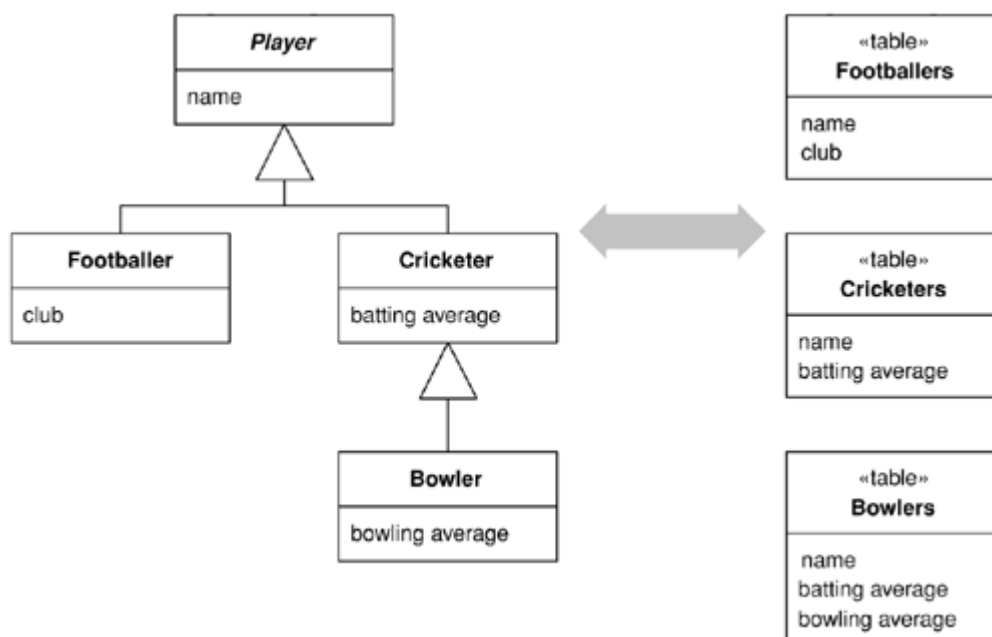 Player
name
Footballer
club
Cricketer
batting average
Bowler
bowling average
«table»
Footballers
name
club
«table»
Cricketers
name
batting average
«table»
Bowlers
name
batting average
bowling average